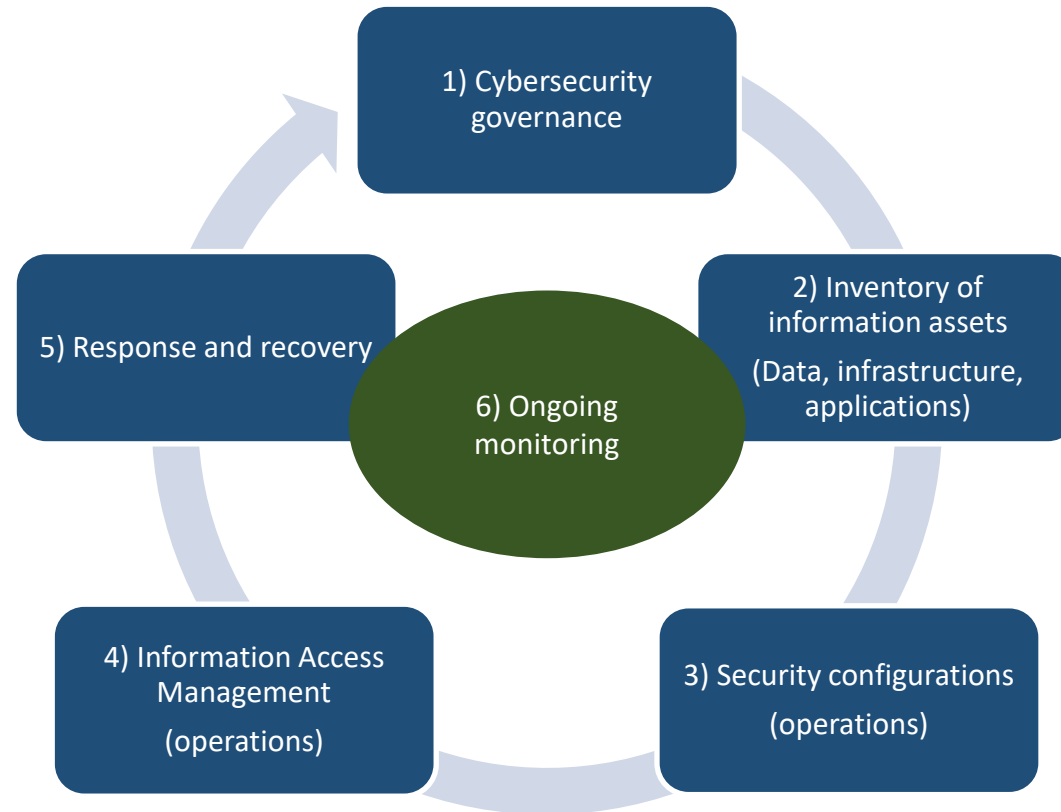 1) Cybersecurity
governance
2) Inventory of
information assets
(Data, infrastructure,
applications)
3) Security configurations
(operations)
4) Information Access
Management
(operations)
5) Response and recovery
6) Ongoing
monitoring